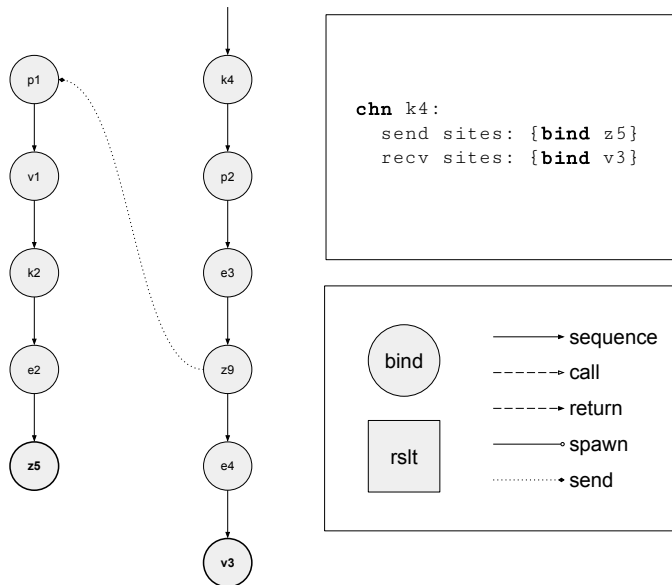 k4
p1
p2
v1
e3
k2
z9
e2
e4
z5
v3
chn k4:
send sites: {bind z5}
recv sites: {bind v3}
bind
rslt
sequence
call
return
spawn
send